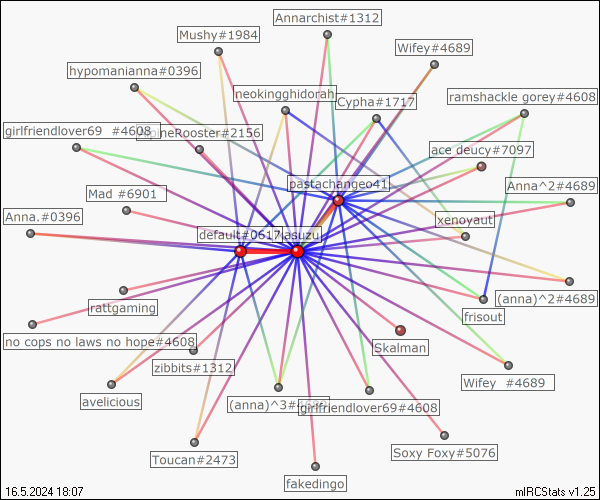 Annarchist#1312
Mushy#1984
Wifey#4689
hypomanianna#0396
neokingghidorah
Cypha#1717
ramshackle gorey#4608
girlfriendlover69 #4608
pineRooster#2156
ace deucy#7097
pastachangeo41
Mad #6901
Anna^2#4689
Anna.#0396
xenoyaut
default#0617
asuzu
rattgaming
(anna)^2#4689
frisout
no cops no laws no hope#4608
Skalman
zibbits#1312
Wifey #4689
avelicious
(anna)^3#
girlfriendlover69#4608
Toucan#2473
Soxy Foxy#5076
fakedingo
16.5.2024 18:07
mIRCStats v1.25